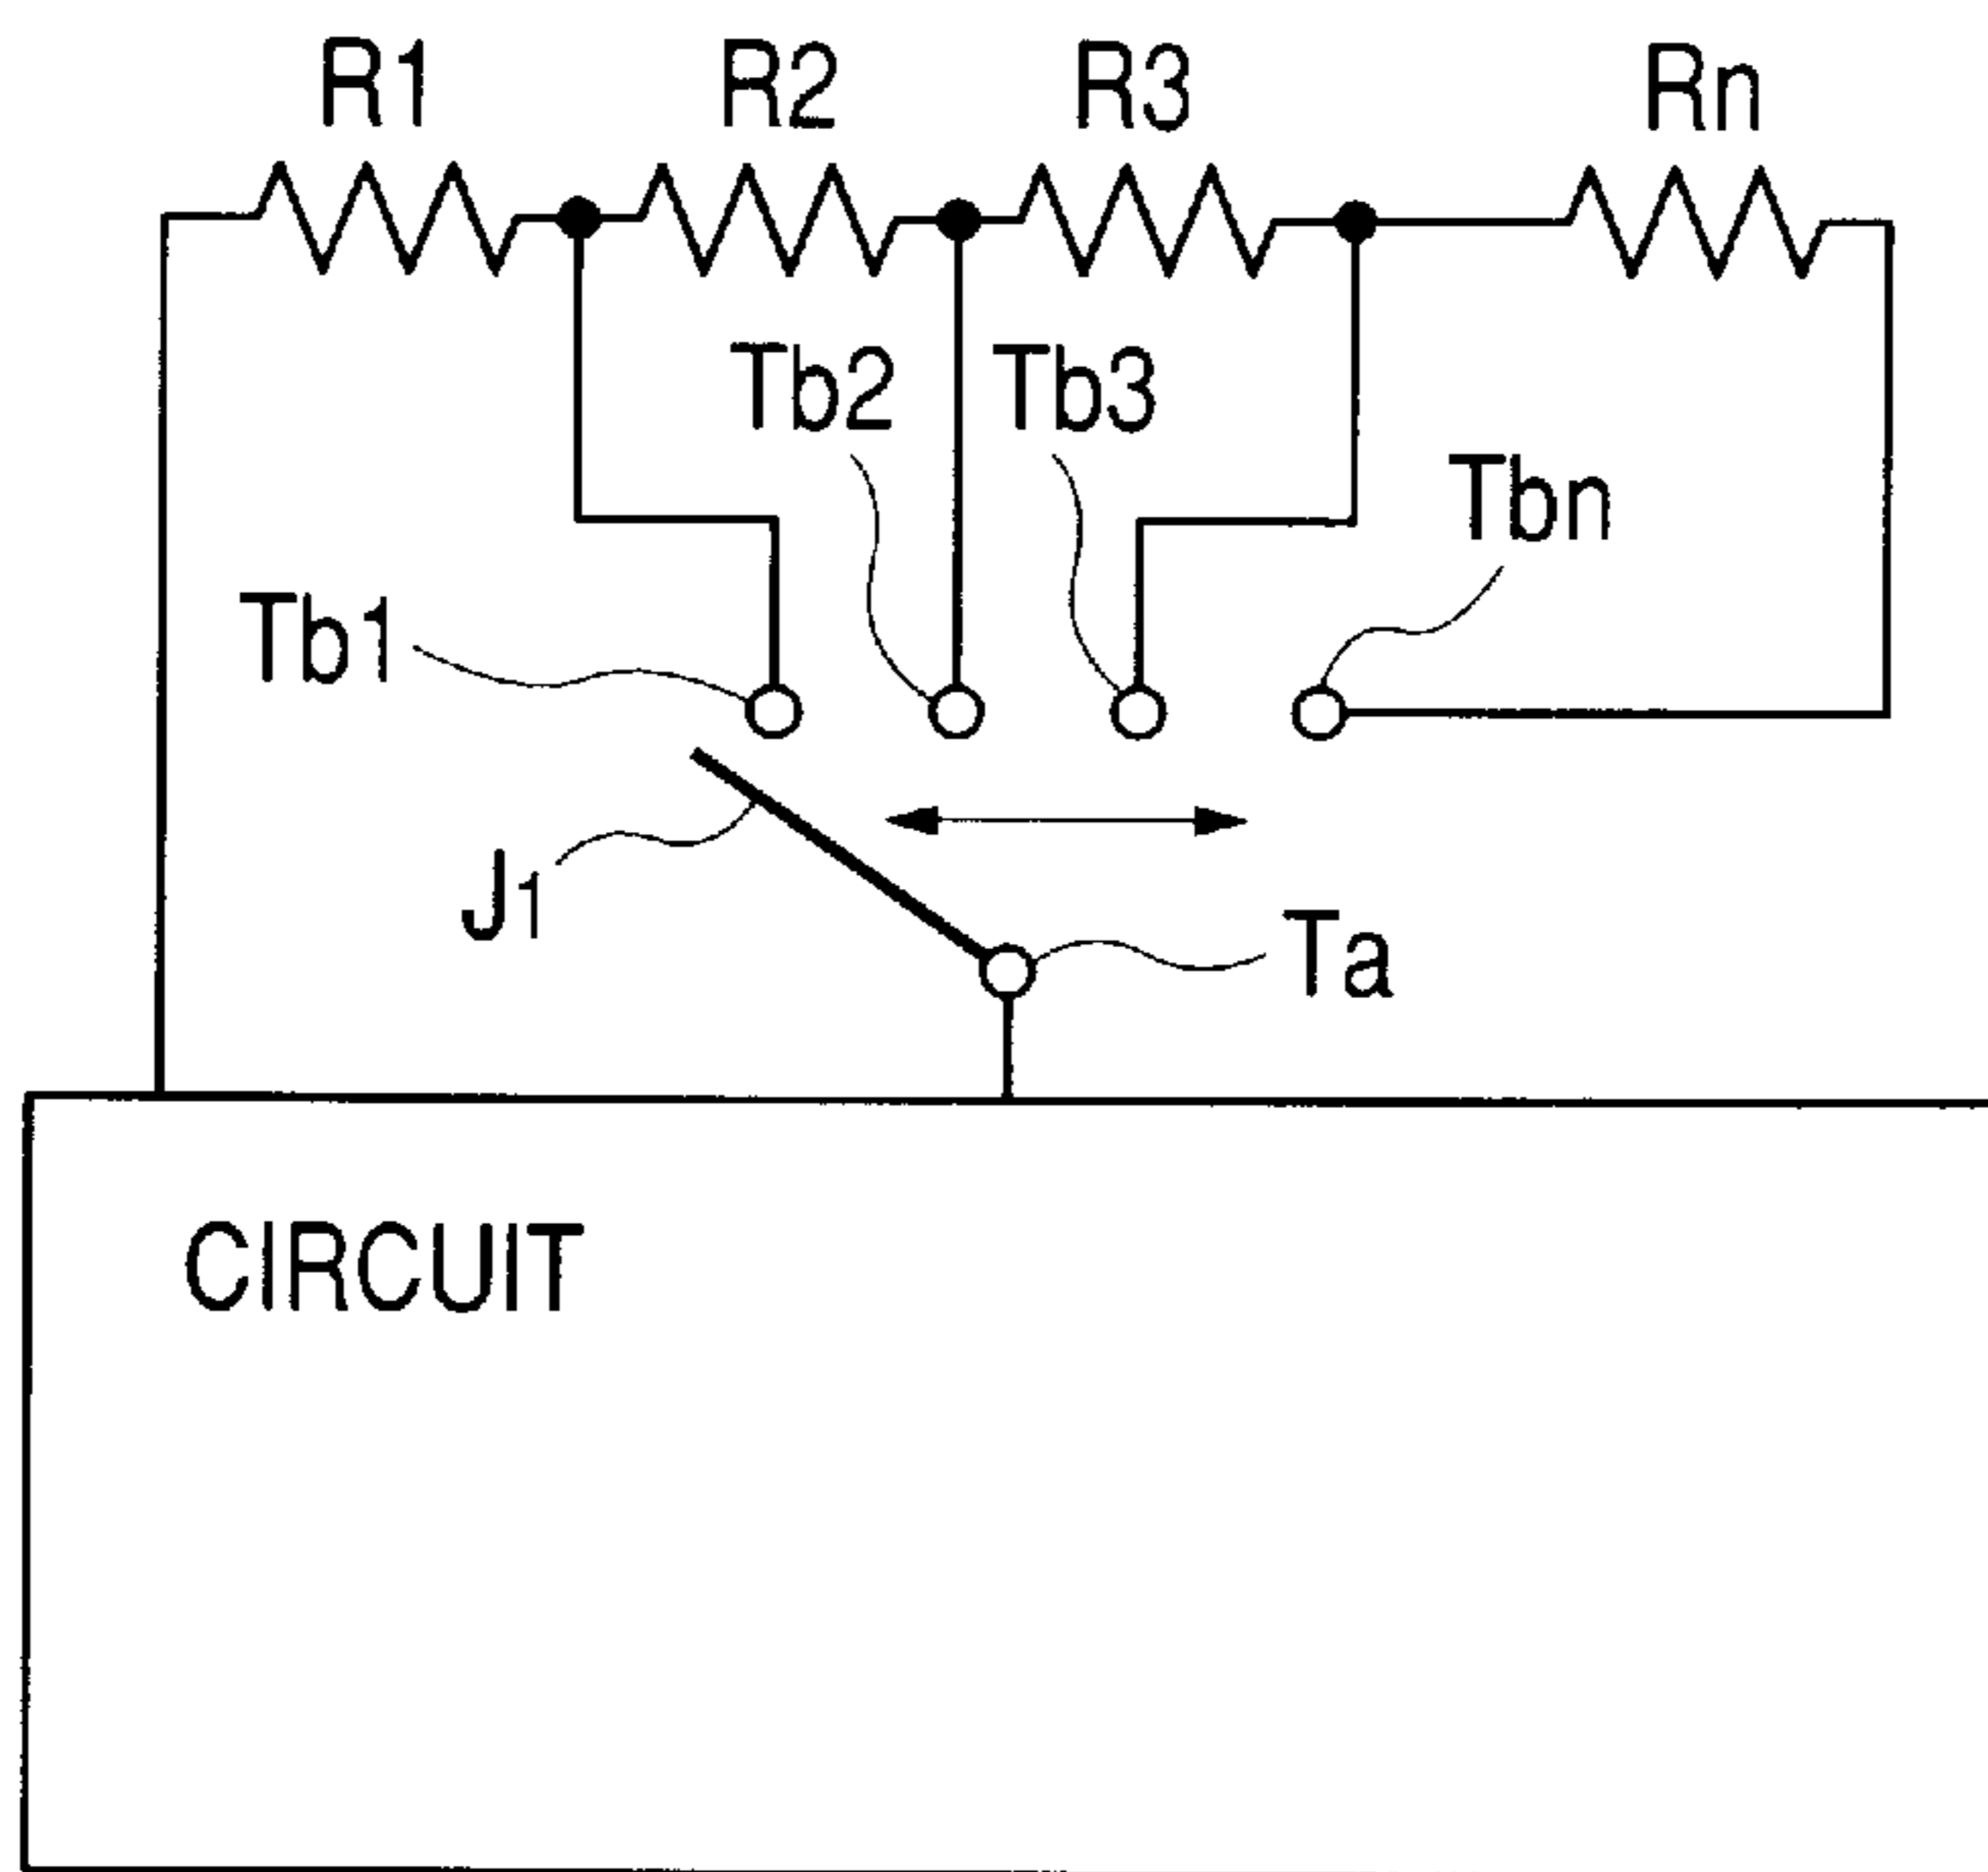 R1 R2 R3 Rn
Tb2 Tb3
Tbn
Tb1
J1
Ta
CIRCUIT